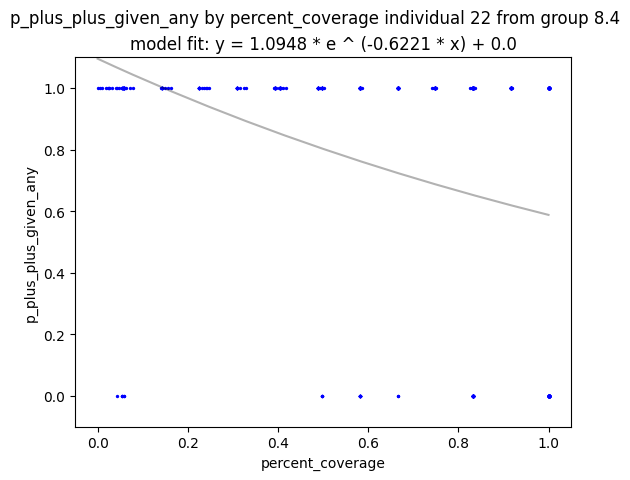 p_plus_plus_given_any by percent_coverage individual 22 from group 8.4
model fit: y = 1.0948 * e ^ (-0.6221 * x) + 0.0
1.0
0.8
0.6
0.4
0.2
0.0
p_plus_plus_given_any
0.0 0.2 0.4 0.6 0.8 1.0
percent_coverage